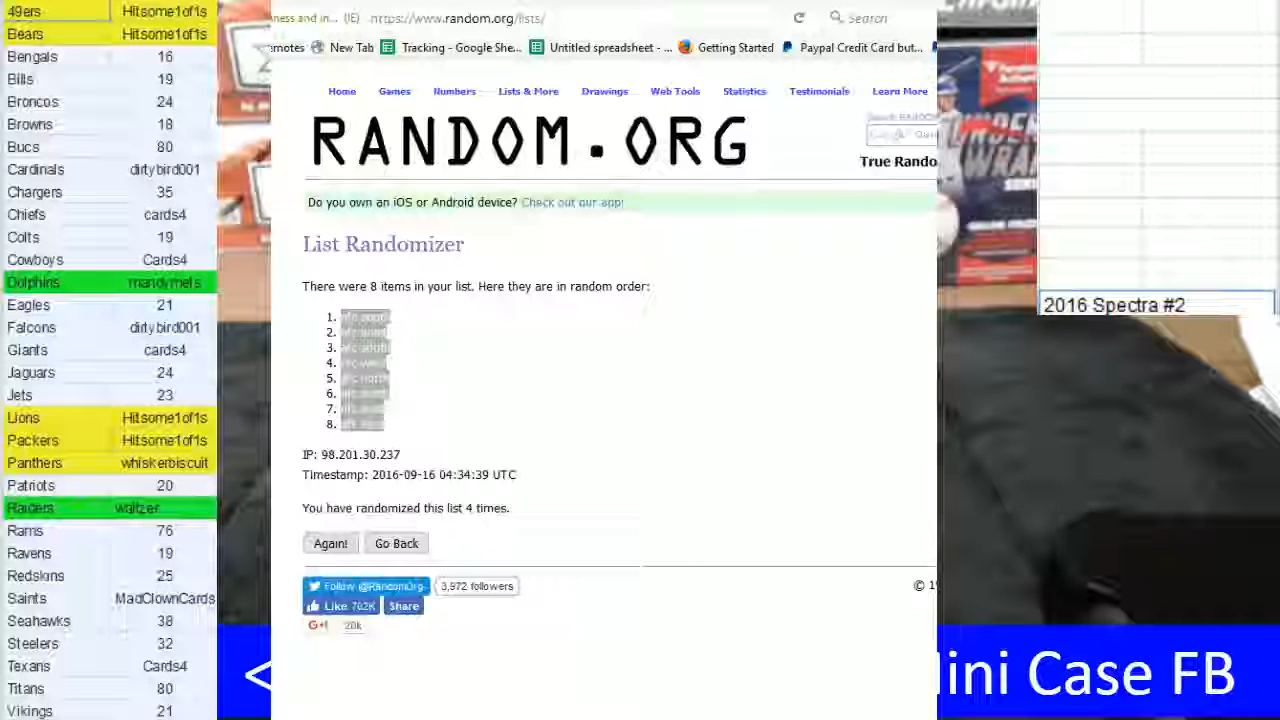 49ers Hitsome1of1s
Bears Hitsome1of1s
Bengals 16
Bills 19
Broncos 24
Browns 18
Bucs 80
Cardinals dirtybird001
Chargers 35
Chiefs cards4
Colts 19
Cowboys Cards4
Dolphins mandymels
Eagles 21
Falcons dirtybird001
Giants cards4
Jaguars 24
Jets 23
Lions Hitsome1of1s
Packers Hitsome1of1s
Panthers whiskerbiscuit
Patriots 20
Raiders waltzer
Rams 76
Ravens 19
Redskins 25
Saints MadClownCards
Seahawks 38
Steelers 32
Texans Cards4
Titans 80
Vikings 21
ness and in... (IE) https://www.random.org/lists/ Search
emotes New Tab Tracking - Google She... Untitled spreadsheet - ... Getting Started Paypal Credit Card but...
Home Games Numbers Lists & More Drawings Web Tools Statistics Testimonials Learn More
RANDOM.ORG
True Rando
Do you own an iOS or Android device? Check out our app!
List Randomizer
There were 8 items in your list. Here they are in random order:
1.
2.
3.
4.
5.
6.
7.
8.
IP: 98.201.30.237
Timestamp: 2016-09-16 04:34:39 UTC
You have randomized this list 4 times.
Again! Go Back
© 1
Follow @RandomOrg 3,972 followers
Like 702K Share
G+1 20k
2016 Spectra #2
< ini Case FB